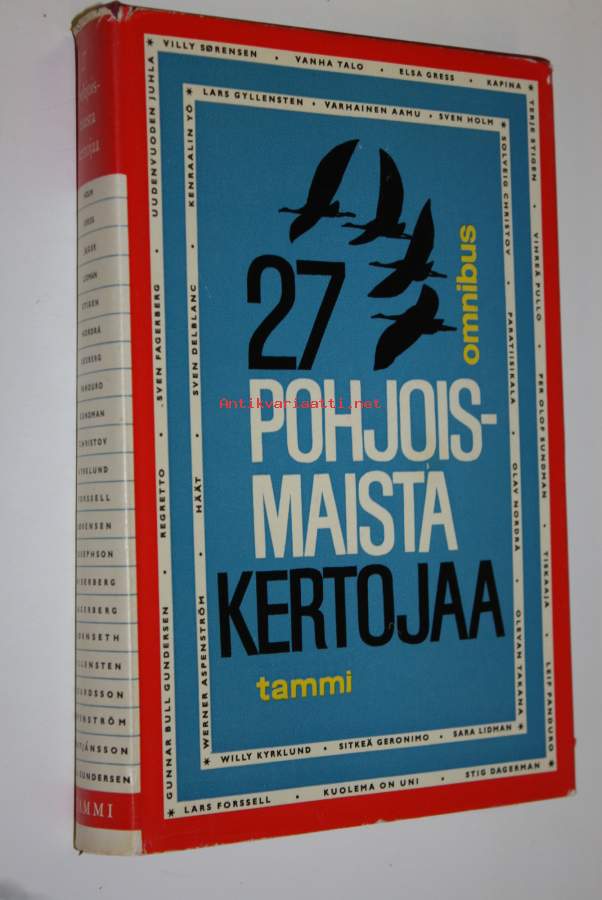 * VILLY SØRENSEN • VANHA TALO • ELSA GRESS • KAPINA *
TERJE STIGEN • VIHREÄ PULLO • PER OLOF SUNDMAN • TISKAAJA • LEIF PANDURO *
LARS FORSSELL • KUOLEMA ON UNI • STIG DAGERMAN *
GUNNAR BULL GUNDERSEN • REGRETTO • SVEN FAGERBERG • UUDENVUODEN JUHLA *
* LARS GYLLENSTEN • VARHAINEN AAMU • SVEN HOLM *
SOLVEIG CHRISTOV • PARATIISIKALA • OLAV NORDRÅ • OLEVAN TAKANA *
WILLY KYRKLUND • SITKEÄ GERONIMO • SARA LIDMAN *
WERNER ASPENSTRÖM • HÄÄT • SVEN DELBLANC • KENRAALIN YÖ *
27
omnibus
POHJOIS-
MAISTA
KERTOJAA
tammi
Antikvariaatti.net